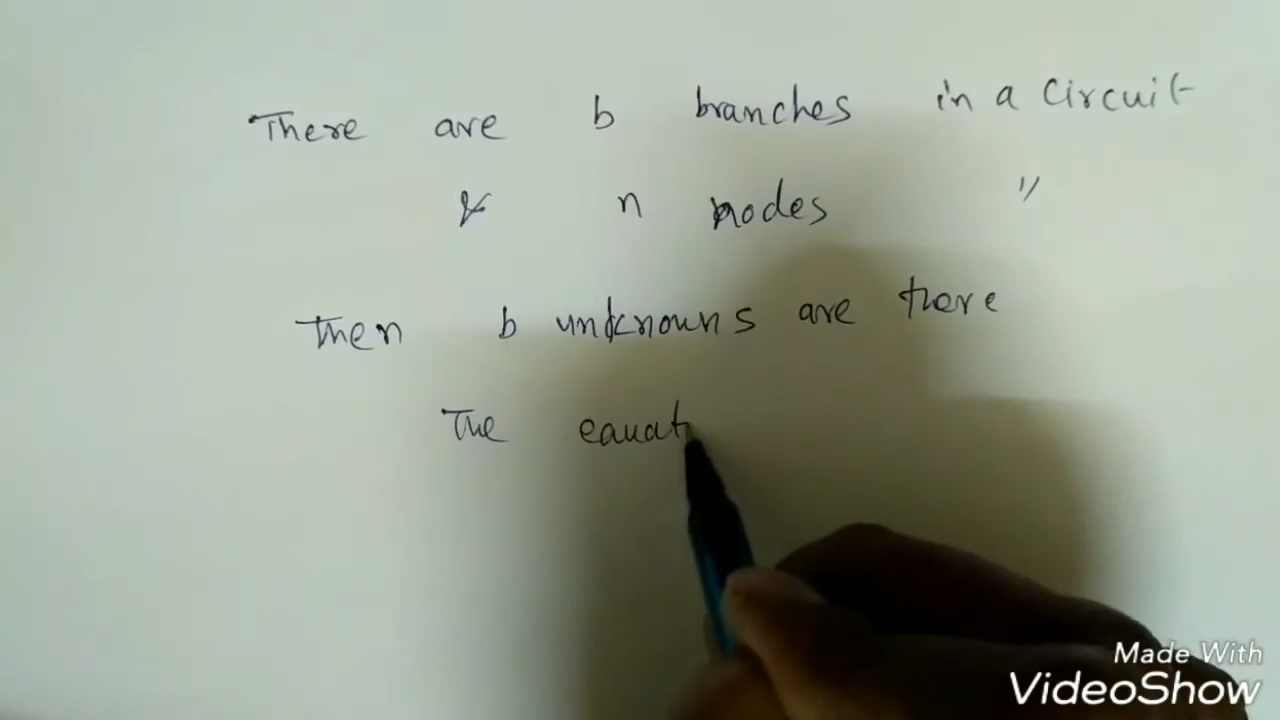 There are b branches in a circuit
& n nodes "
Then b unknowns are there
The equat
Made With
VideoShow